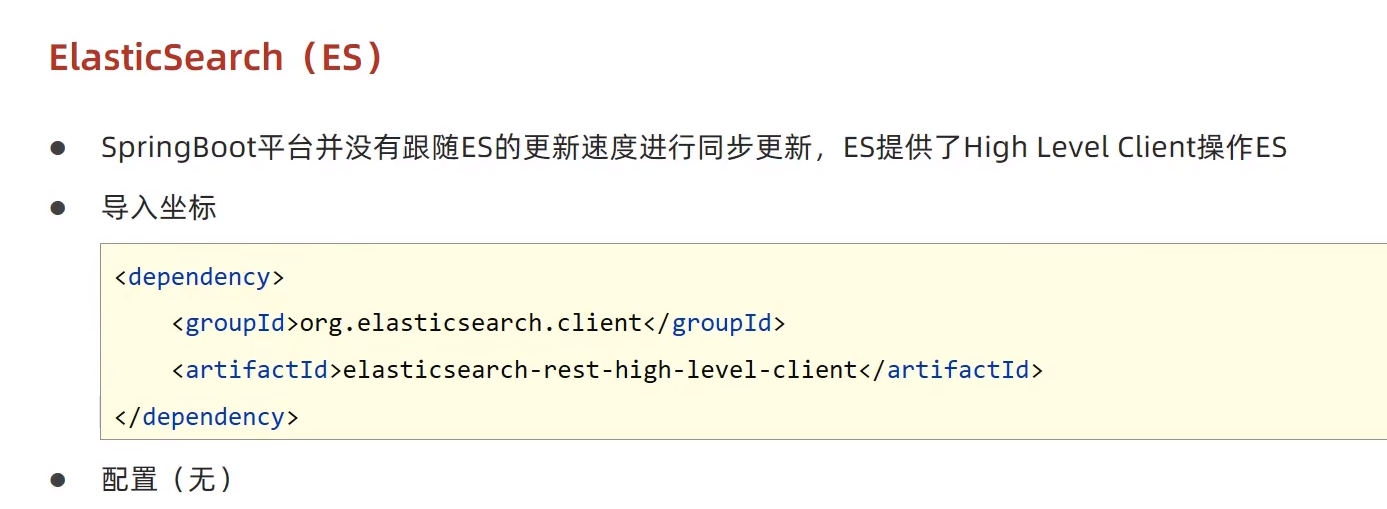 ElasticSearch（ES）
● SpringBoot平台并没有跟随ES的更新速度进行同步更新，ES提供了High Level Client操作ES
● 导入坐标
<dependency>
    <groupId>org.elasticsearch.client</groupId>
    <artifactId>elasticsearch-rest-high-level-client</artifactId>
</dependency>
● 配置（无）